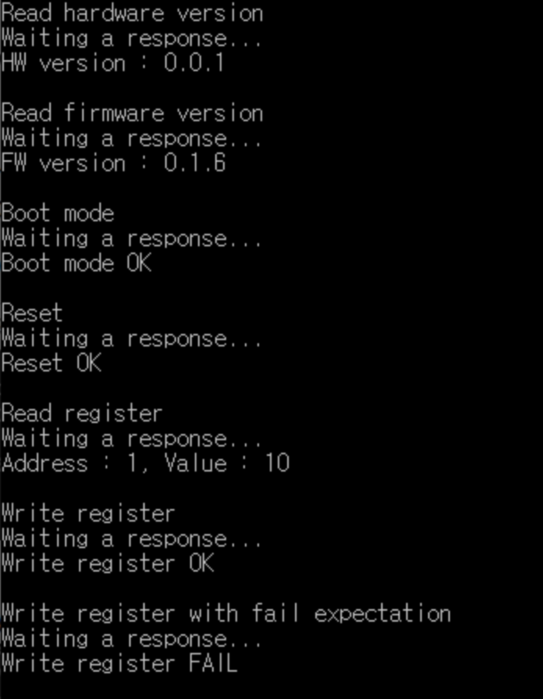 Read hardware version
Waiting a response...
HW version : 0.0.1
Read firmware version
Waiting a response...
FW version : 0.1.6
Boot mode
Waiting a response...
Boot mode OK
Reset
Waiting a response...
Reset OK
Read register
Waiting a response...
Address : 1, Value : 10
Write register
Waiting a response...
Write register OK
Write register with fail expectation
Waiting a response...
Write register FAIL